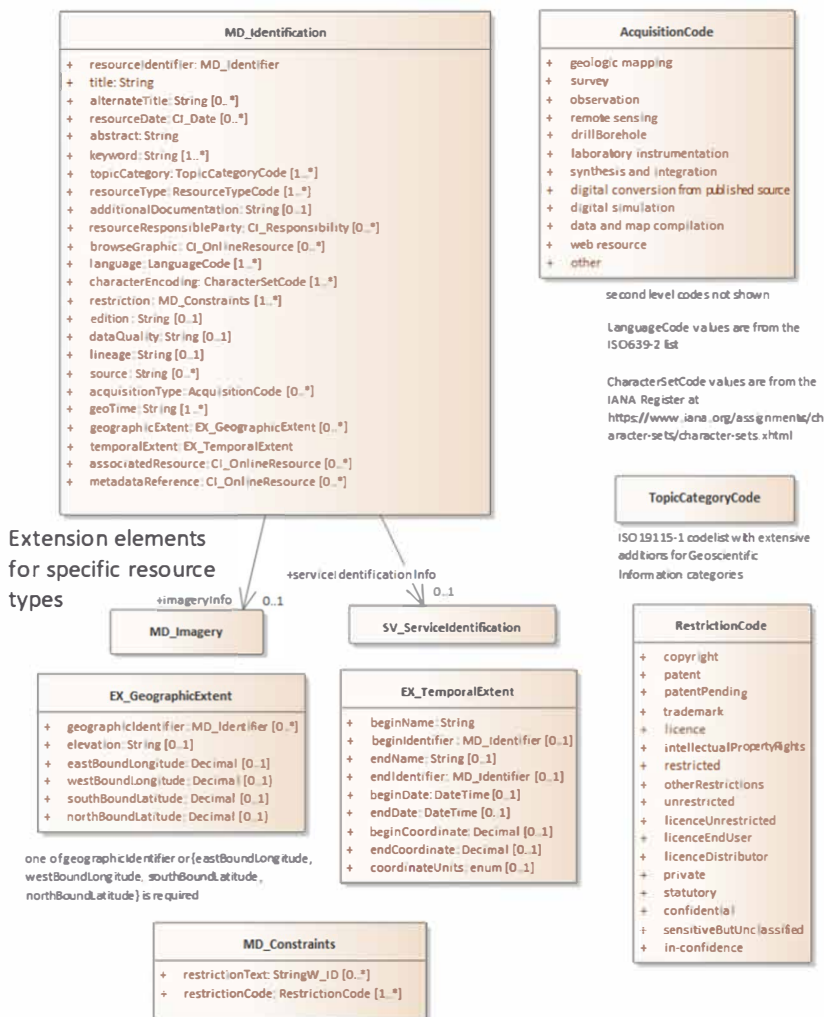 MD_Identification
+ resourceIdentifier: MD_Identifier
+ title: String
+ alternateTitle: String [0..*]
+ resourceDate: CI_Date [0..*]
+ abstract: String
+ keyword: String [1..*]
+ topicCategory: TopicCategoryCode [1..*]
+ resourceType: ResourceTypeCode [1..*]
+ additionalDocumentation: String [0..1]
+ resourceResponsibleParty: CI_Responsibility [0..*]
+ browseGraphic: CI_OnlineResource [0..*]
+ language: LanguageCode [1..*]
+ characterEncoding: CharacterSetCode [1..*]
+ restriction: MD_Constraints [1..*]
+ edition: String [0..1]
+ dataQuality: String [0..1]
+ lineage: String [0..1]
+ source: String [0..*]
+ acquisitionType: AcquisitionCode [0..*]
+ geoTime: String [1..*]
+ geographicExtent: EX_GeographicExtent [0..*]
+ temporalExtent: EX_TemporalExtent
+ associatedResource: CI_OnlineResource [0..*]
+ metadataReference: CI_OnlineResource [0..*]
AcquisitionCode
+ geologic mapping
+ survey
+ observation
+ remote sensing
+ drillBorehole
+ laboratory instrumentation
+ synthesis and integration
+ digital conversion from published source
+ digital simulation
+ data and map compilation
+ web resource
+ other
second level codes not shown
LanguageCode values are from the
ISO639-2 list
CharacterSetCode values are from the
IANA Register at
https://www.iana.org/assignments/ch
aracter-sets/character-sets.xhtml
TopicCategoryCode
ISO 19115-1 codelist with extensive
additions for Geoscientific
Information categories
Extension elements
for specific resource
types
+imageryInfo
0..1
+serviceIdentificationInfo
0..1
MD_Imagery
SV_ServiceIdentification
EX_GeographicExtent
+ geographicIdentifier: MD_Identifier [0..*]
+ elevation: String [0..1]
+ eastBoundLongitude: Decimal [0..1]
+ westBoundLongitude: Decimal [0..1]
+ southBoundLatitude: Decimal [0..1]
+ northBoundLatitude: Decimal [0..1]
one of geographicIdentifier or {eastBoundLongitude,
westBoundLongitude, southBoundLatitude,
northBoundLatitude} is required
EX_TemporalExtent
+ beginName: String
+ beginIdentifier: MD_Identifier [0..1]
+ endName: String [0..1]
+ endIdentifier: MD_Identifier [0..1]
+ beginDate: DateTime [0..1]
+ endDate: DateTime [0..1]
+ beginCoordinate: Decimal [0..1]
+ endCoordinate: Decimal [0..1]
+ coordinateUnits: enum [0..1]
RestrictionCode
+ copyright
+ patent
+ patentPending
+ trademark
+ licence
+ intellectualPropertyRights
+ restricted
+ otherRestrictions
+ unrestricted
+ licenceUnrestricted
+ licenceEndUser
+ licenceDistributor
+ private
+ statutory
+ confidential
+ sensitiveButUnclassified
+ in-confidence
MD_Constraints
+ restrictionText: StringW_ID [0..*]
+ restrictionCode: RestrictionCode [1..*]